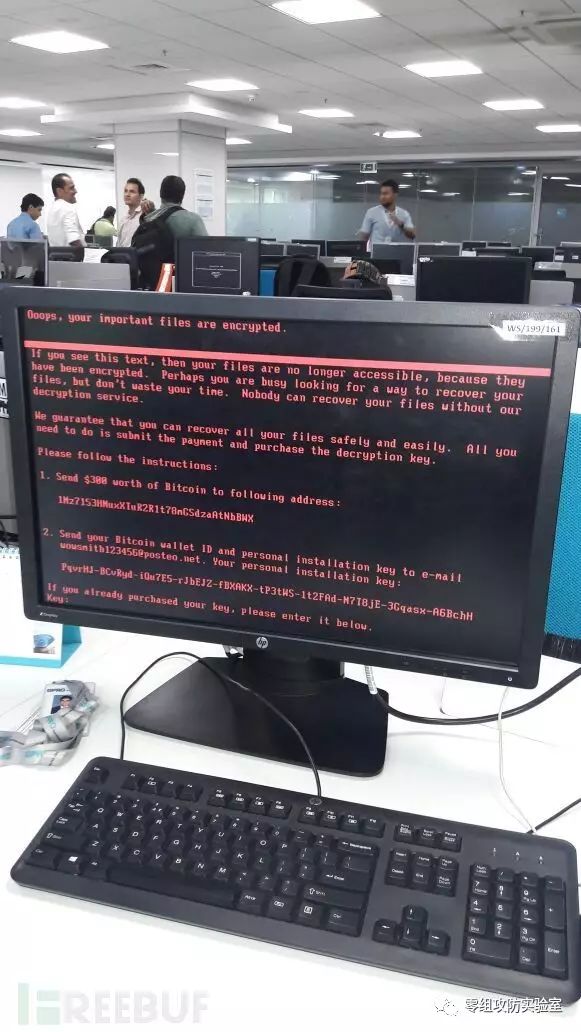 Ooops, your important files are encrypted.
WS/199/161
If you see this text, then your files are no longer accessible, because they
have been encrypted.  Perhaps you are busy looking for a way to recover your
files, but don't waste your time.  Nobody can recover your files without our
decryption service.
We guarantee that you can recover all your files safely and easily.  All you
need to do is submit the payment and purchase the decryption key.
Please follow the instructions:
1. Send $300 worth of Bitcoin to following address:
1Mz7153HMuxXTuR2R1t78mGSdzaAtNbBWX
2. Send your Bitcoin wallet ID and personal installation key to e-mail
wowsmith123456@posteo.net. Your personal installation key:
If you already purchased your key, please enter it below.
Key:
hp
REEBUF
零组攻防实验室